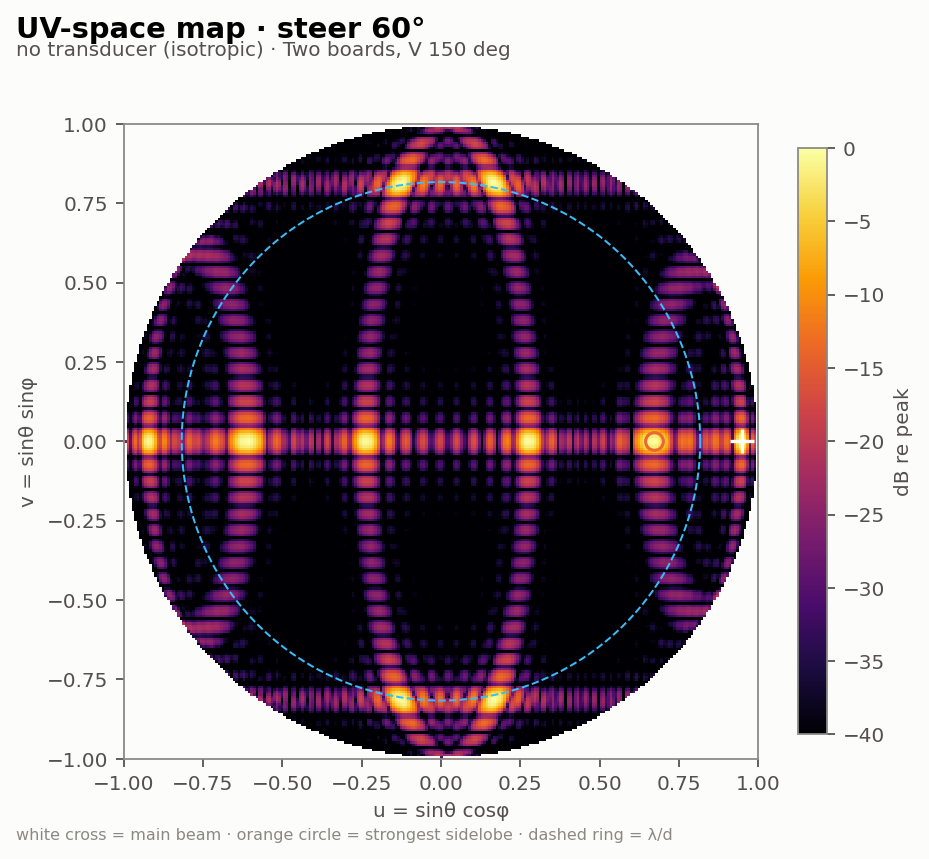 UV-space map · steer 60°
no transducer (isotropic) · Two boards, V 150 deg
1.00
0.75
0.50
0.25
0.00
−0.25
−0.50
−0.75
−1.00
v = sinθ sinφ
−1.00 −0.75 −0.50 −0.25 0.00 0.25 0.50 0.75 1.00
u = sinθ cosφ
0
−5
−10
−15
−20
−25
−30
−35
−40
dB re peak
white cross = main beam · orange circle = strongest sidelobe · dashed ring = λ/d